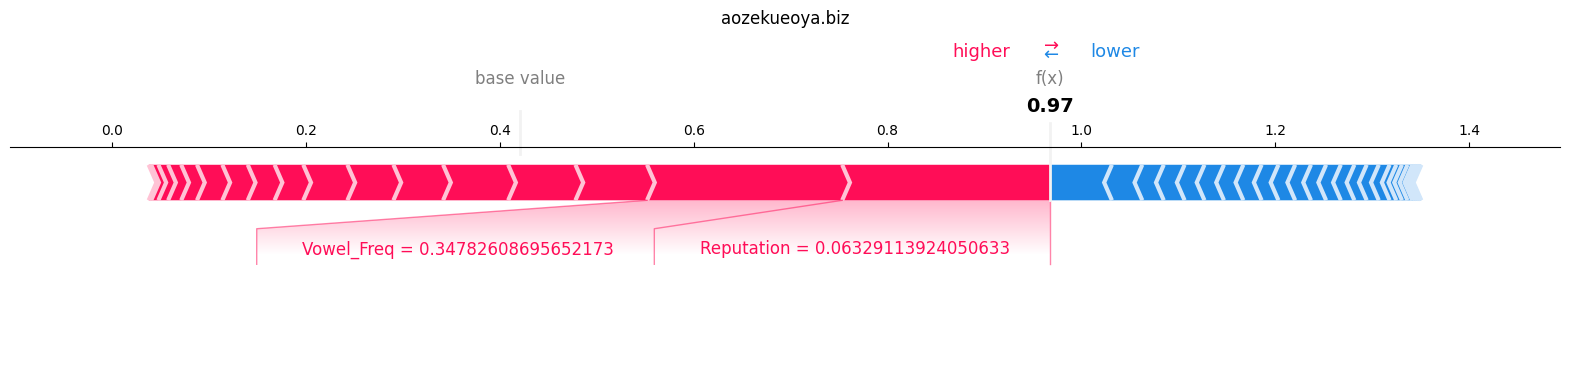 aozekueoya.biz
higher → ← lower
base value f(x)
0.97
0.0 0.2 0.4 0.6 0.8 1.0 1.2 1.4
Vowel_Freq = 0.34782608695652173 Reputation = 0.06329113924050633